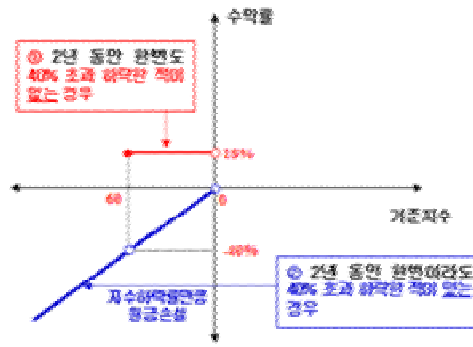 수익률
① 2년 동안 한번도
40% 초과 하락한 적이
없는 경우
60
0
기준지수
-40%
② 2년 동안 한번이라도
40% 초과 하락한 적이 있는
경우
지수하락률만큼
원금손실